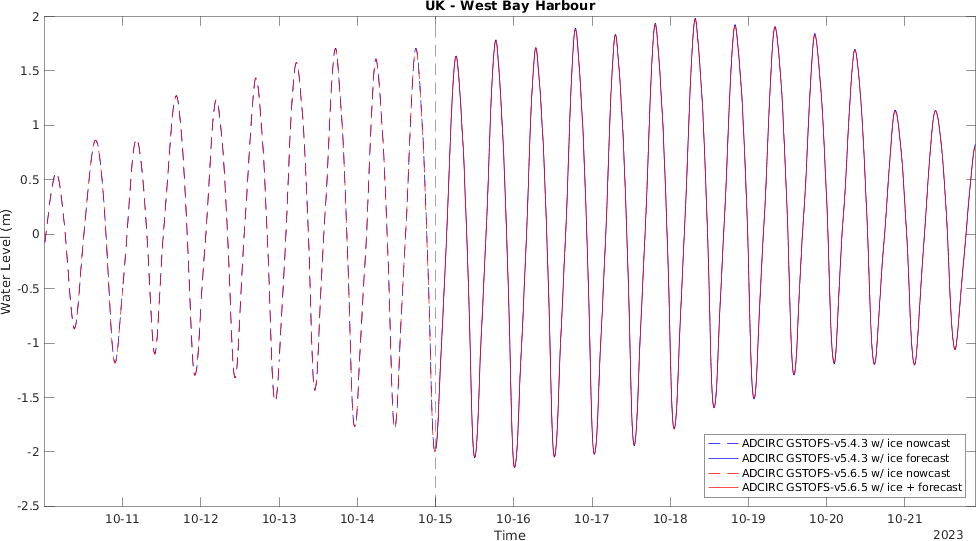 UK - West Bay Harbour
2
1.5
1
0.5
0
-0.5
-1
-1.5
-2
-2.5
Water Level (m)
ADCIRC GSTOFS-v5.4.3 w/ ice nowcast
ADCIRC GSTOFS-v5.4.3 w/ ice forecast
ADCIRC GSTOFS-v5.6.5 w/ ice nowcast
ADCIRC GSTOFS-v5.6.5 w/ ice + forecast
10-11 10-12 10-13 10-14 10-15 10-16 10-17 10-18 10-19 10-20 10-21
Time
2023